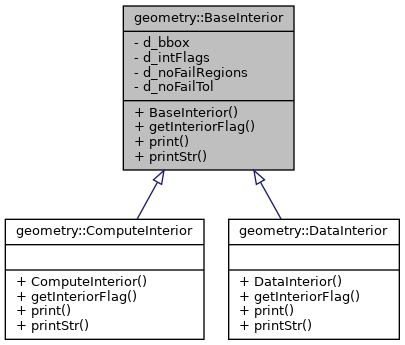 geometry::BaseInterior
- d_bbox
- d_intFlags
- d_noFailRegions
- d_noFailTol
+ BaseInterior()
+ getInteriorFlag()
+ print()
+ printStr()
geometry::ComputeInterior
+ ComputeInterior()
+ getInteriorFlag()
+ print()
+ printStr()
geometry::DataInterior
+ DataInterior()
+ getInteriorFlag()
+ print()
+ printStr()